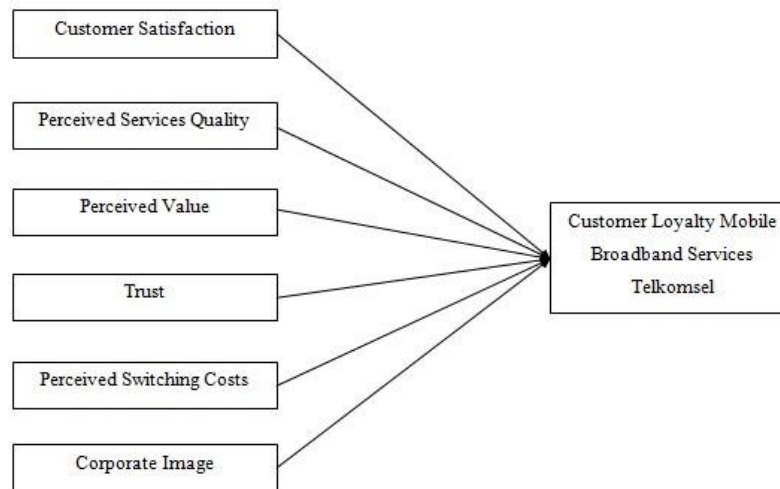 Customer Satisfaction
Perceived Services Quality
Perceived Value
Trust
Perceived Switching Costs
Corporate Image
Customer Loyalty Mobile
Broadband Services
Telkomsel